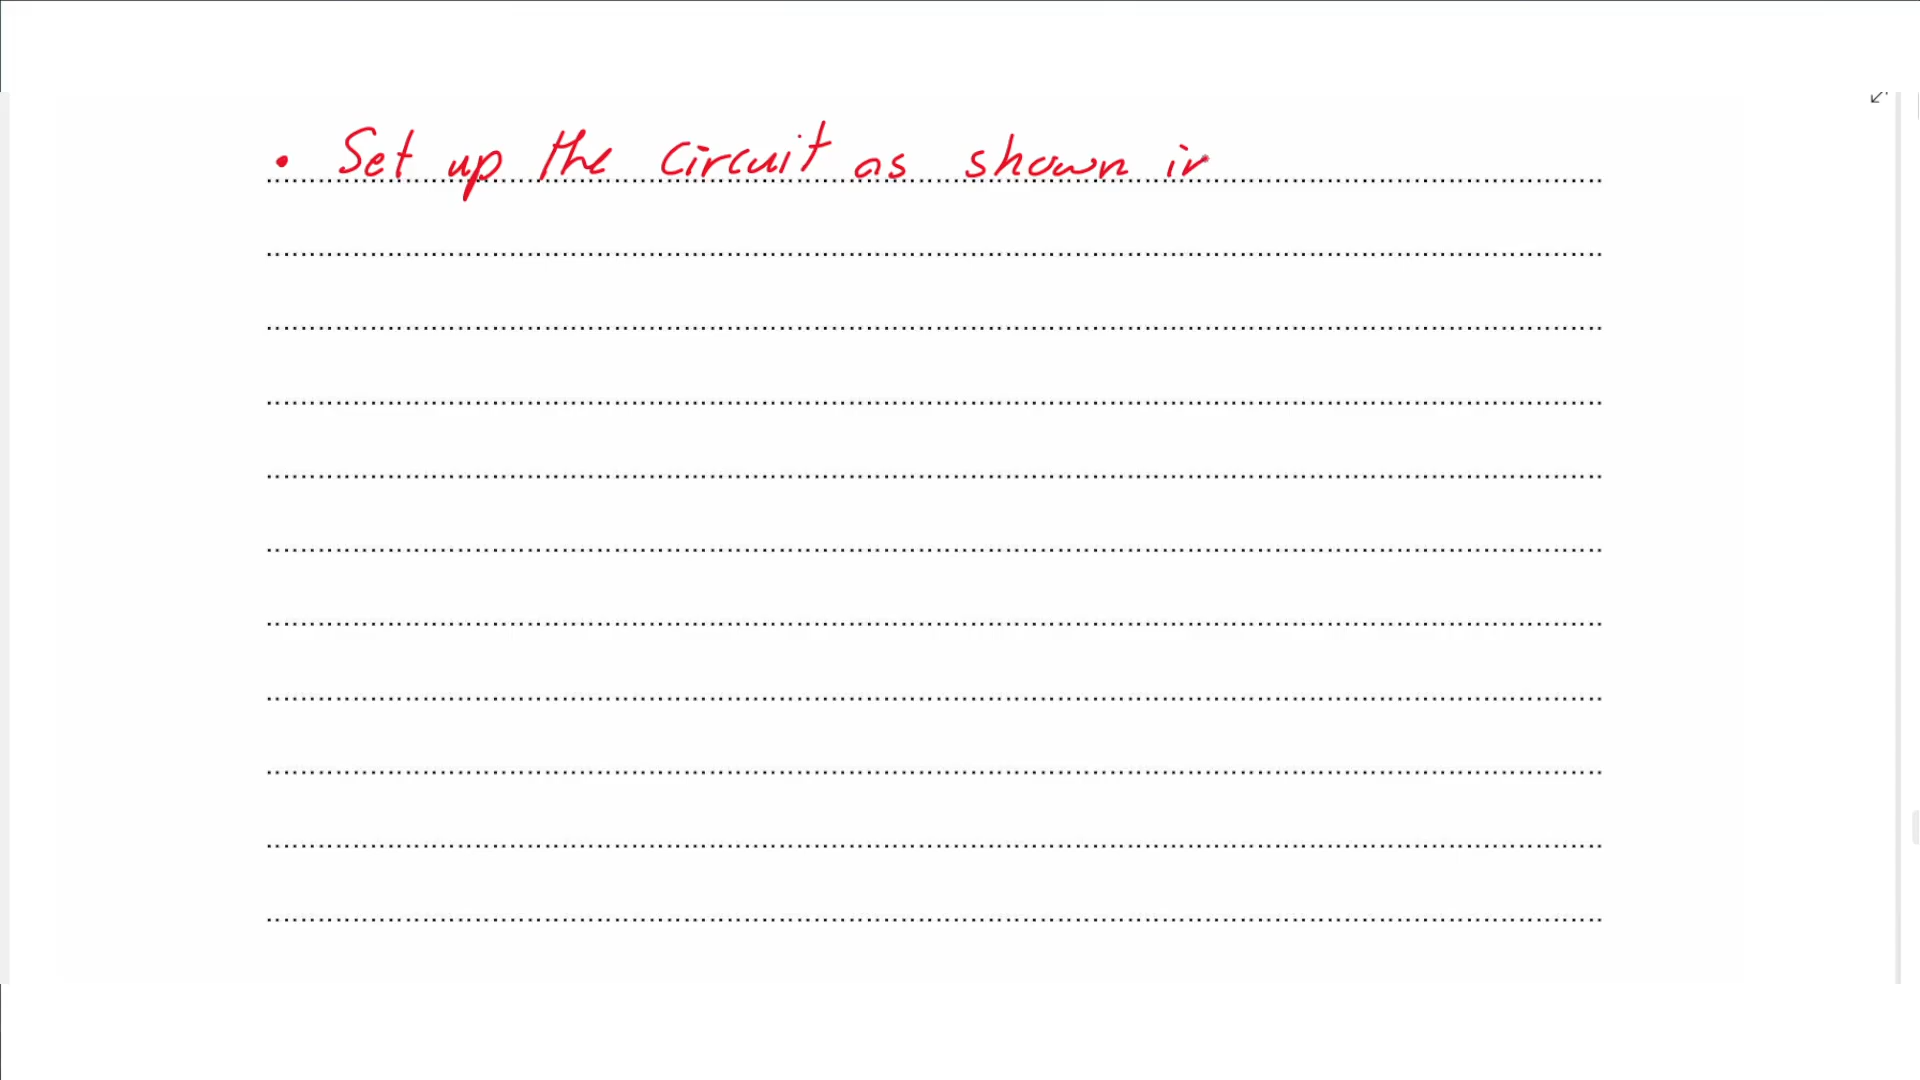 • Set up the circuit as shown in